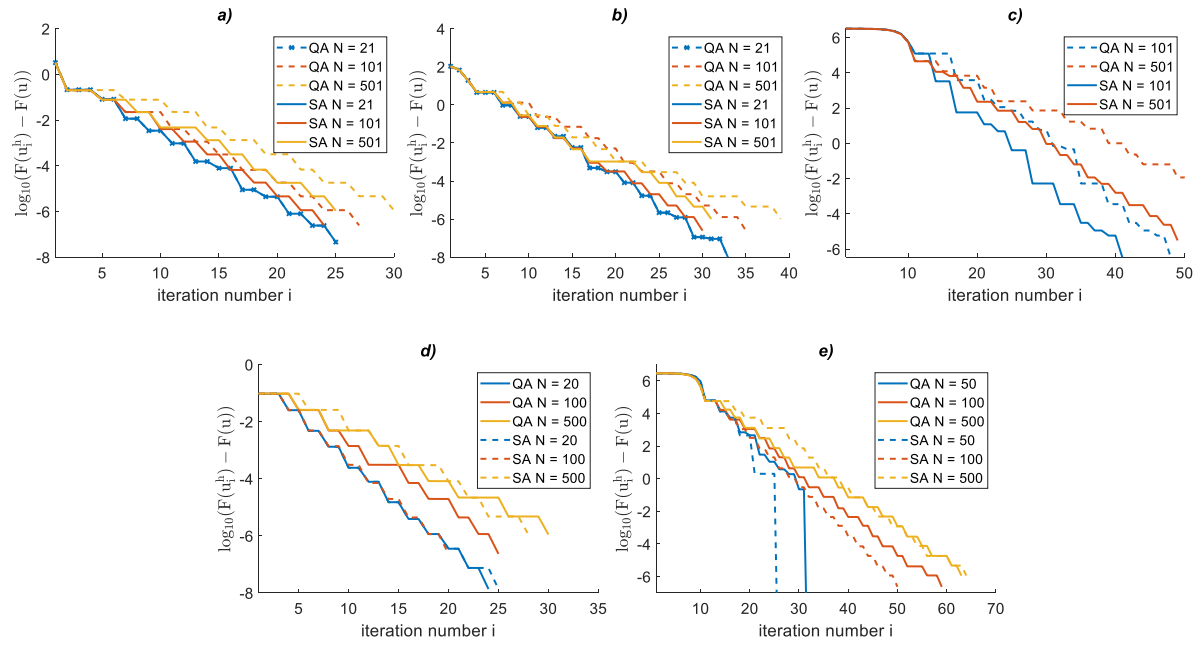 a)
2
0
-2
-4
-6
-8
5
10
15
20
25
30
log₁₀(F(uᵢʰ) − F(u))
iteration number i
QA N = 21
QA N = 101
QA N = 501
SA N = 21
SA N = 101
SA N = 501
b)
4
2
0
-2
-4
-6
-8
5
10
15
20
25
30
35
40
log₁₀(F(uᵢʰ) − F(u))
iteration number i
QA N = 21
QA N = 101
QA N = 501
SA N = 21
SA N = 101
SA N = 501
c)
6
4
2
0
-2
-4
-6
10
20
30
40
50
log₁₀(F(uᵢʰ) − F(u))
iteration number i
QA N = 101
QA N = 501
SA N = 101
SA N = 501
d)
0
-2
-4
-6
-8
5
10
15
20
25
30
35
log₁₀(F(uᵢʰ) − F(u))
iteration number i
QA N = 20
QA N = 100
QA N = 500
SA N = 20
SA N = 100
SA N = 500
e)
6
4
2
0
-2
-4
-6
10
20
30
40
50
60
70
log₁₀(F(uᵢʰ) − F(u))
iteration number i
QA N = 50
QA N = 100
QA N = 500
SA N = 50
SA N = 100
SA N = 500